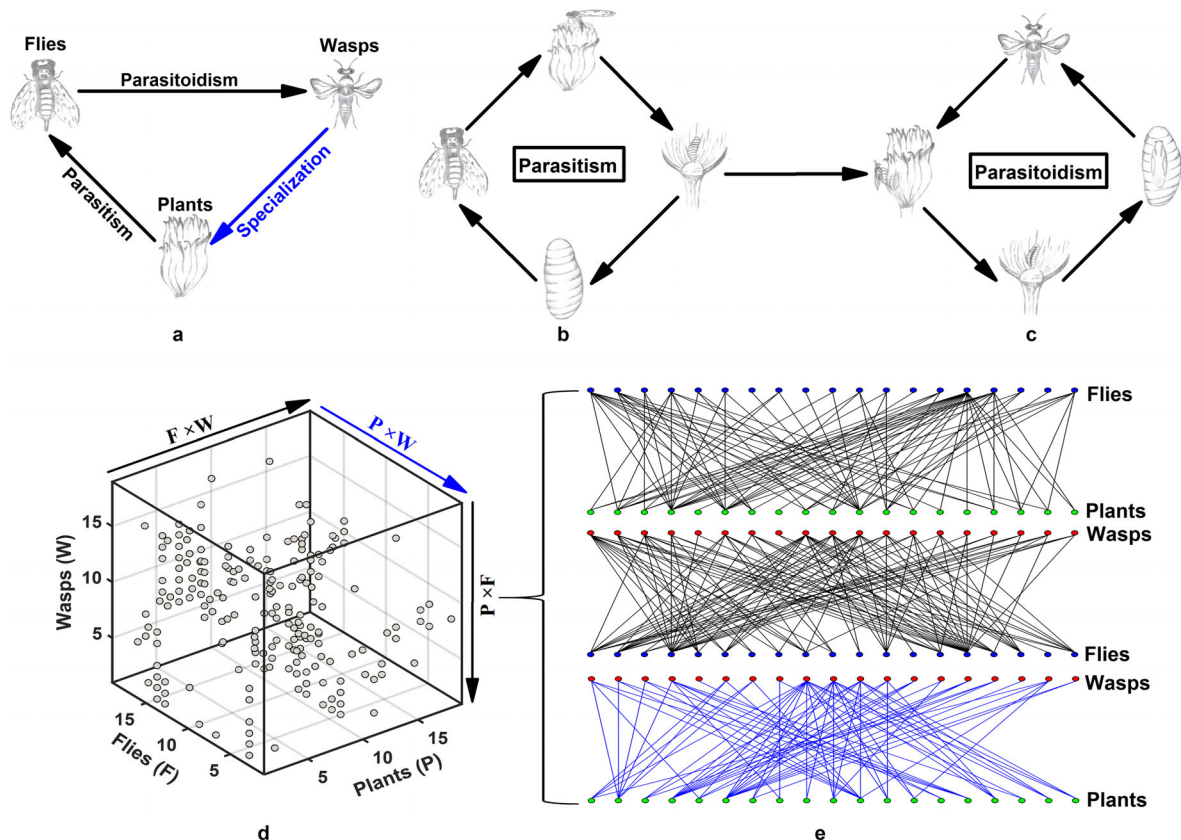 Flies
Wasps
Parasitoidism
Parasitism
Specialization
Plants
a
Parasitism
b
Parasitoidism
c
F×W
P×W
P×F
Wasps (W)
15
10
5
15
10
5
Flies (F)
5
10
15
Plants (P)
d
Flies
Plants
Wasps
Flies
Wasps
Plants
e